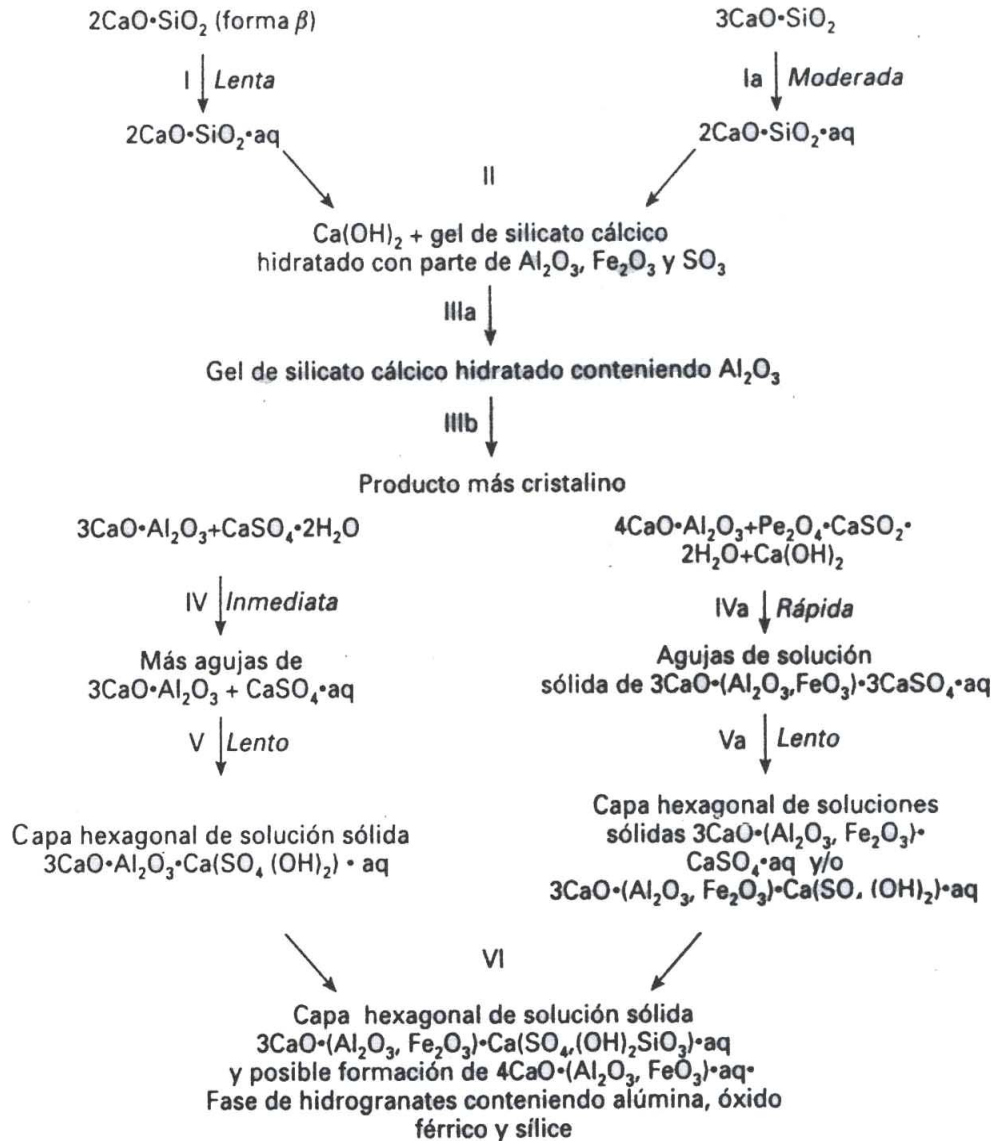 2CaO•SiO₂ (forma β)
3CaO•SiO₂
I Lenta
Ia Moderada
2CaO•SiO₂•aq
2CaO•SiO₂•aq
II
Ca(OH)₂ + gel de silicato cálcico
hidratado con parte de Al₂O₃, Fe₂O₃ y SO₃
IIIa
Gel de silicato cálcico hidratado conteniendo Al₂O₃
IIIb
Producto más cristalino
3CaO•Al₂O₃+CaSO₄•2H₂O
4CaO•Al₂O₃+Pe₂O₄•CaSO₂•
2H₂O+Ca(OH)₂
IV Inmediata
IVa Rápida
Más agujas de
3CaO•Al₂O₃ + CaSO₄•aq
Agujas de solución
sólida de 3CaO•(Al₂O₃,FeO₃)•3CaSO₄•aq
V Lento
Va Lento
Capa hexagonal de solución sólida
3CaO•Al₂O₃•Ca(SO₄ (OH)₂) • aq
Capa hexagonal de soluciones
sólidas 3CaO•(Al₂O₃, Fe₂O₃)•
CaSO₄•aq y/o
3CaO•(Al₂O₃, Fe₂O₃)•Ca(SO. (OH)₂)•aq
VI
Capa hexagonal de solución sólida
3CaO•(Al₂O₃, Fe₂O₃)•Ca(SO₄,(OH)₂SiO₃)•aq
y posible formación de 4CaO•(Al₂O₃, FeO₃)•aq•
Fase de hidrogranates conteniendo alúmina, óxido
férrico y sílice